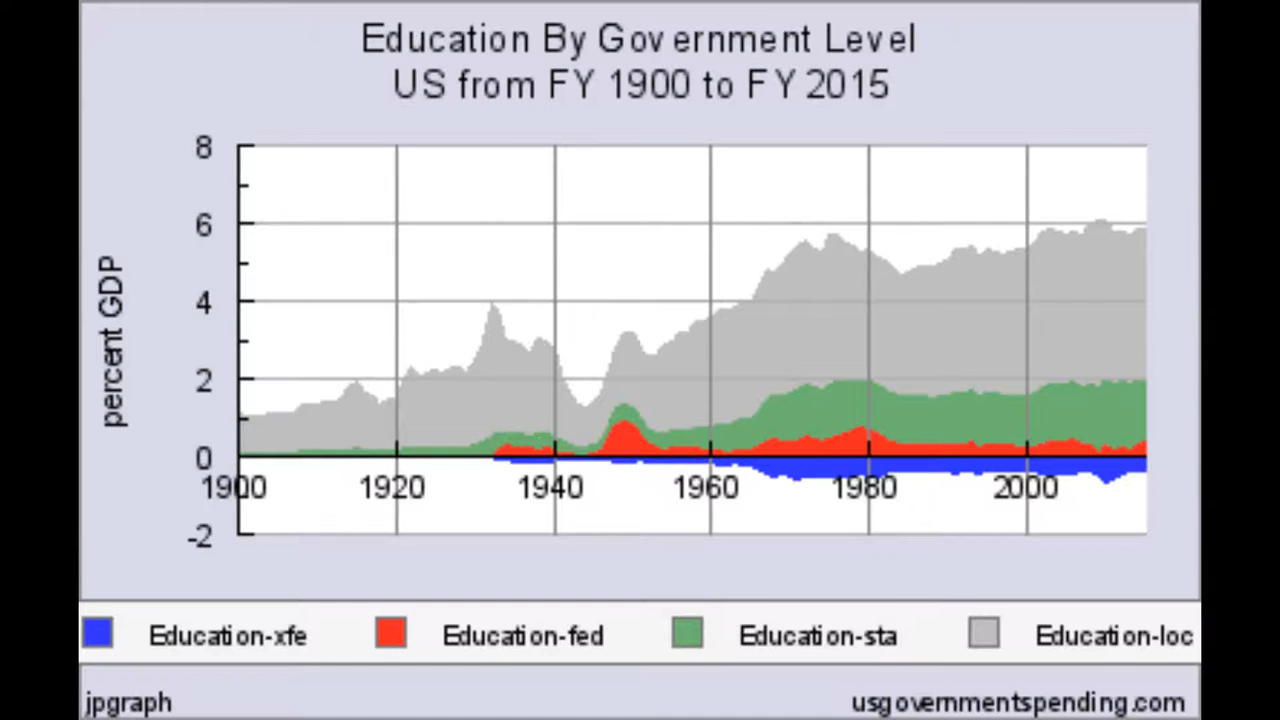 Education By Government Level
US from FY 1900 to FY 2015
percent GDP
8
6
4
2
0
-2
1900 1920 1940 1960 1980 2000
Education-xfe Education-fed Education-sta Education-loc
jpgraph usgovernmentspending.com